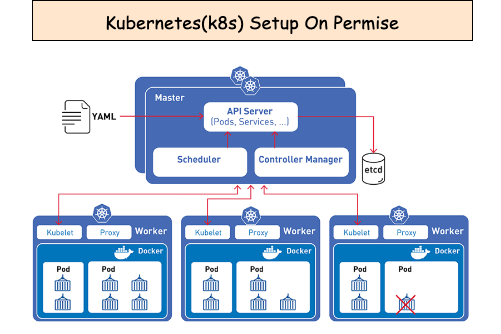 Kubernetes(k8s) Setup On Permise
Master
YAML
API Server
(Pods, Services, ...)
Scheduler
Controller Manager
etcd
Kubelet
Proxy
Worker
Docker
Pod
Pod
Kubelet
Proxy
Worker
Docker
Pod
Pod
Kubelet
Proxy
Worker
Docker
Pod
Pod